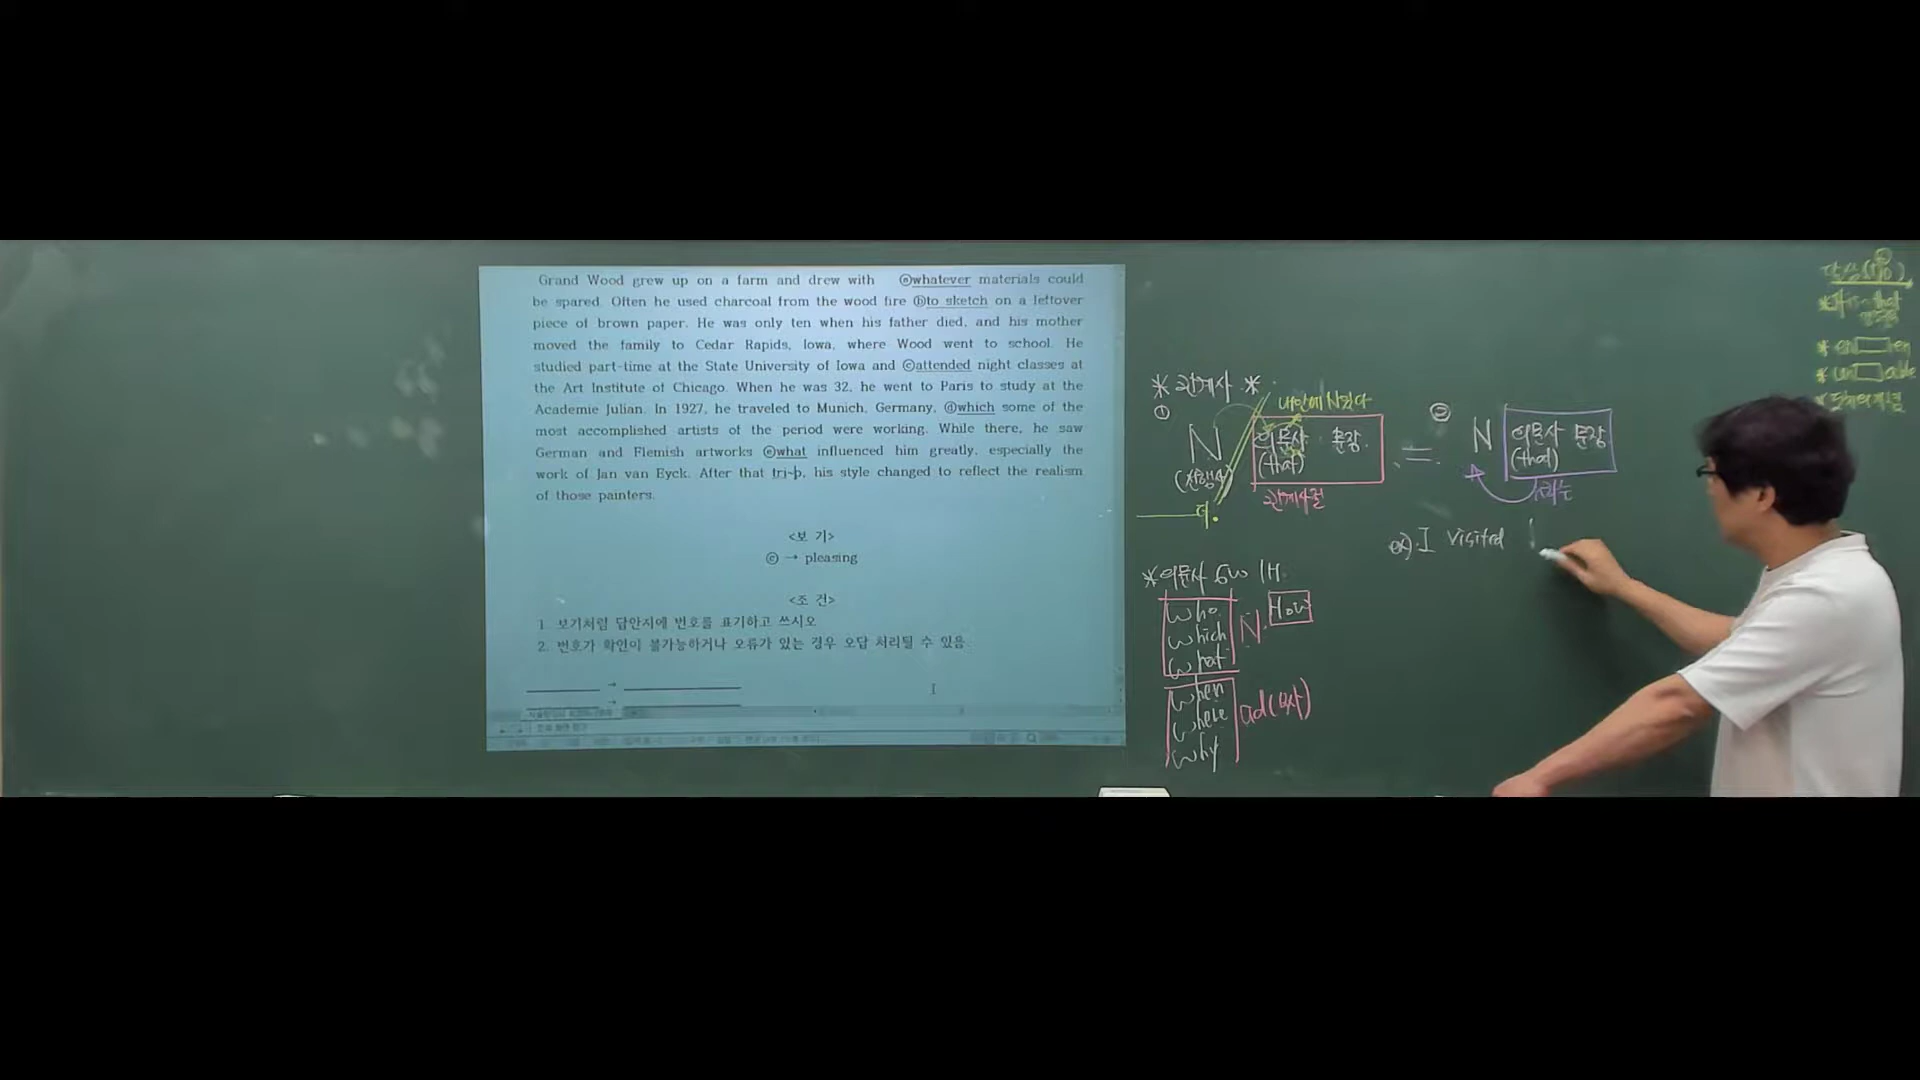 Grand Wood grew up on a farm and drew with ⓐwhatever materials could
be spared. Often he used charcoal from the wood fire ⓑto sketch on a leftover
piece of brown paper. He was only ten when his father died, and his mother
moved the family to Cedar Rapids, Iowa, where Wood went to school. He
studied part-time at the State University of Iowa and ⓒattended night classes at
the Art Institute of Chicago. When he was 32, he went to Paris to study at the
Academie Julian. In 1927, he traveled to Munich, Germany, ⓓwhich some of the
most accomplished artists of the period were working. While there, he saw
German and Flemish artworks ⓔwhat influenced him greatly, especially the
work of Jan van Eyck. After that trip, his style changed to reflect the realism
of those painters.
<보 기>
ⓒ → pleasing
<조 건>
1. 보기처럼 답안지에 번호를 표기하고 쓰시오
2. 번호가 확인이 불가능하거나 오류가 있는 경우 오답 처리될 수 있음.
→
→
* 관계사 *
①
내안에 N있다
N 의문사 문장.
(선행사) (that)
관계사절
=
②
N 의문사 문장.
(that)
ex). I visited
* 의문사 6w 1H.
who
which
what
N.
How
when
where
why
ad(부사)